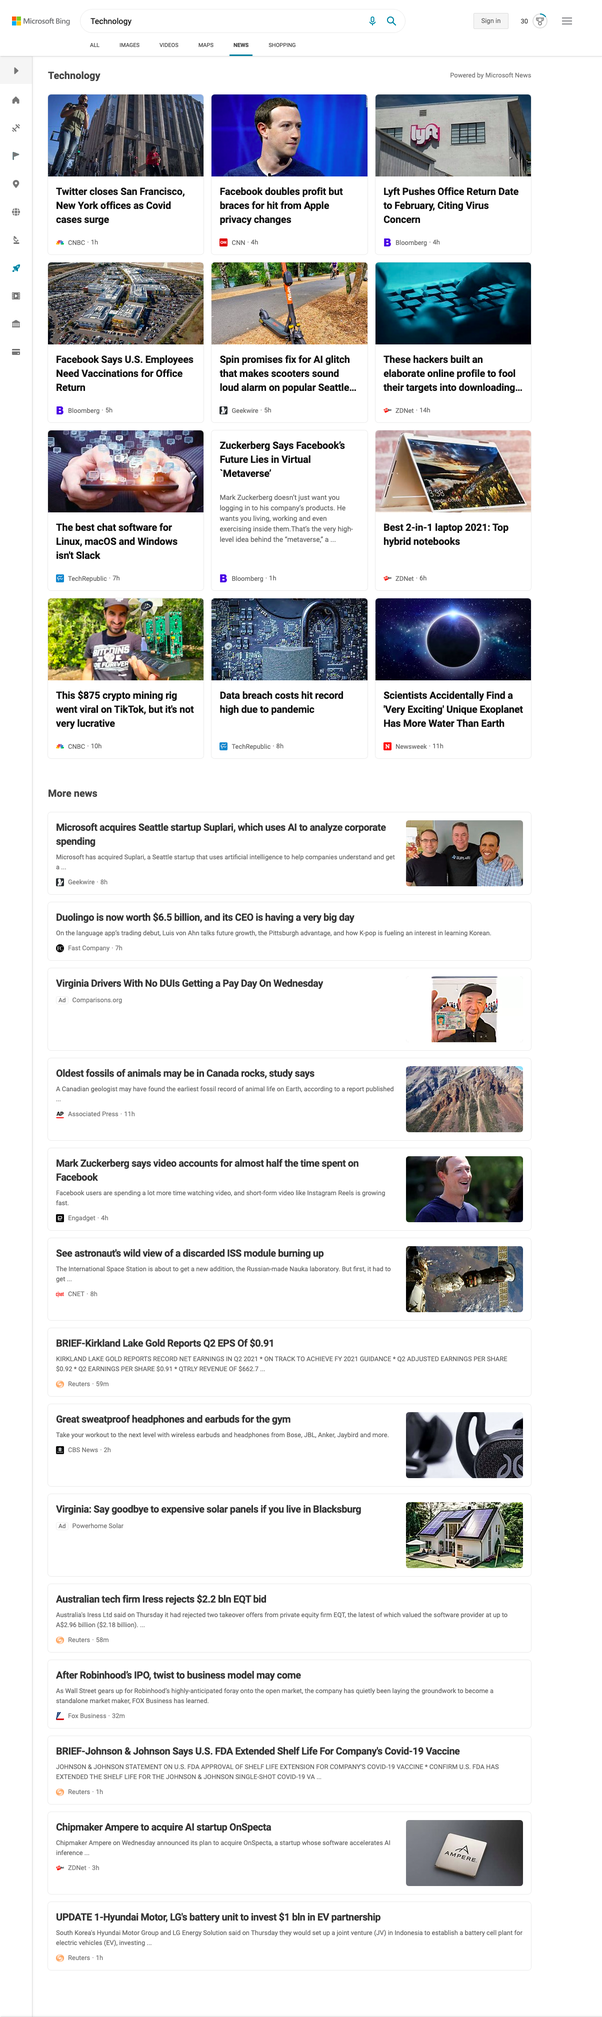 Microsoft Bing
Technology
Sign in
30
ALL
IMAGES
VIDEOS
MAPS
NEWS
SHOPPING
Technology
Powered by Microsoft News
Twitter closes San Francisco,
New York offices as Covid
cases surge
CNBC · 1h
Facebook doubles profit but
braces for hit from Apple
privacy changes
CNN · 4h
lyft
Lyft Pushes Office Return Date
to February, Citing Virus
Concern
Bloomberg · 4h
Facebook Says U.S. Employees
Need Vaccinations for Office
Return
Bloomberg · 5h
Spin promises fix for AI glitch
that makes scooters sound
loud alarm on popular Seattle...
Geekwire · 5h
These hackers built an
elaborate online profile to fool
their targets into downloading...
ZDNet · 14h
The best chat software for
Linux, macOS and Windows
isn't Slack
TechRepublic · 7h
Zuckerberg Says Facebook's
Future Lies in Virtual
`Metaverse'
Mark Zuckerberg doesn't just want you
logging in to his company's products. He
wants you living, working and even
exercising inside them.That's the very high-
level idea behind the "metaverse," a ...
Bloomberg · 1h
Best 2-in-1 laptop 2021: Top
hybrid notebooks
ZDNet · 6h
BITCOINS
FOREVER
This $875 crypto mining rig
went viral on TikTok, but it's not
very lucrative
CNBC · 10h
Data breach costs hit record
high due to pandemic
TechRepublic · 8h
Scientists Accidentally Find a
'Very Exciting' Unique Exoplanet
Has More Water Than Earth
Newsweek · 11h
More news
Microsoft acquires Seattle startup Suplari, which uses AI to analyze corporate
spending
Microsoft has acquired Suplari, a Seattle startup that uses artificial intelligence to help companies understand and get
a ...
Geekwire · 8h
SUPLARI
Duolingo is now worth $6.5 billion, and its CEO is having a very big day
On the language app's trading debut, Luis von Ahn talks future growth, the Pittsburgh advantage, and how K-pop is fueling an interest in learning Korean.
Fast Company · 7h
Virginia Drivers With No DUIs Getting a Pay Day On Wednesday
Ad Comparisons.org
Oldest fossils of animals may be in Canada rocks, study says
A Canadian geologist may have found the earliest fossil record of animal life on Earth, according to a report published
...
AP Associated Press · 11h
Mark Zuckerberg says video accounts for almost half the time spent on
Facebook
Facebook users are spending a lot more time watching video, and short-form video like Instagram Reels is growing
fast.
Engadget · 4h
See astronaut's wild view of a discarded ISS module burning up
The International Space Station is about to get a new addition, the Russian-made Nauka laboratory. But first, it had to
get ...
CNET · 8h
BRIEF-Kirkland Lake Gold Reports Q2 EPS Of $0.91
KIRKLAND LAKE GOLD REPORTS RECORD NET EARNINGS IN Q2 2021 * ON TRACK TO ACHIEVE FY 2021 GUIDANCE * Q2 ADJUSTED EARNINGS PER SHARE
$0.92 * Q2 EARNINGS PER SHARE $0.91 * QTRLY REVENUE OF $662.7 ...
Reuters · 59m
Great sweatproof headphones and earbuds for the gym
Take your workout to the next level with wireless earbuds and headphones from Bose, JBL, Anker, Jaybird and more.
CBS News · 2h
Virginia: Say goodbye to expensive solar panels if you live in Blacksburg
Ad Powerhome Solar
Australian tech firm Iress rejects $2.2 bln EQT bid
Australia's Iress Ltd said on Thursday it had rejected two takeover offers from private equity firm EQT, the latest of which valued the software provider at up to
A$2.96 billion ($2.18 billion). ...
Reuters · 58m
After Robinhood's IPO, twist to business model may come
As Wall Street gears up for Robinhood's highly-anticipated foray onto the open market, the company has quietly been laying the groundwork to become a
standalone market maker, FOX Business has learned.
Fox Business · 32m
BRIEF-Johnson & Johnson Says U.S. FDA Extended Shelf Life For Company's Covid-19 Vaccine
JOHNSON & JOHNSON STATEMENT ON U.S. FDA APPROVAL OF SHELF LIFE EXTENSION FOR COMPANY'S COVID-19 VACCINE * CONFIRM U.S. FDA HAS
EXTENDED THE SHELF LIFE FOR THE JOHNSON & JOHNSON SINGLE-SHOT COVID-19 VA ...
Reuters · 1h
Chipmaker Ampere to acquire AI startup OnSpecta
Chipmaker Ampere on Wednesday announced its plan to acquire OnSpecta, a startup whose software accelerates AI
inference ...
ZDNet · 3h
AMPERE
UPDATE 1-Hyundai Motor, LG's battery unit to invest $1 bln in EV partnership
South Korea's Hyundai Motor Group and LG Energy Solution said on Thursday they would set up a joint venture (JV) in Indonesia to establish a battery cell plant for
electric vehicles (EV), investing ...
Reuters · 1h